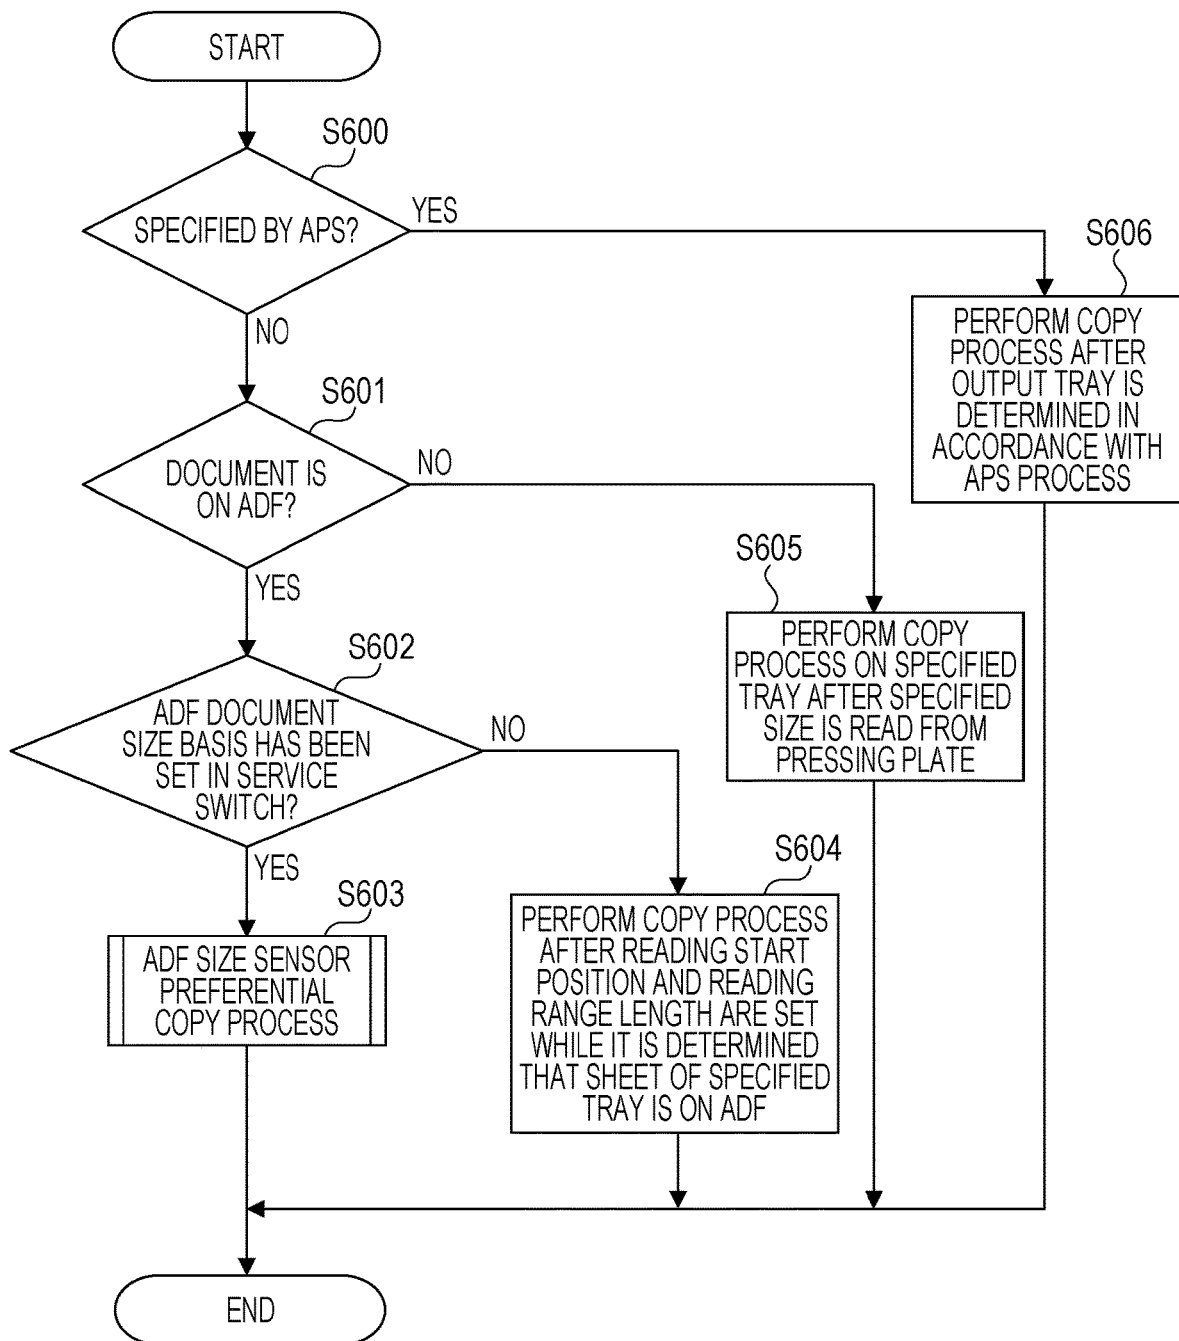 START
S600
SPECIFIED BY APS?
YES
NO
S606
PERFORM COPY
PROCESS AFTER
OUTPUT TRAY IS
DETERMINED IN
ACCORDANCE WITH
APS PROCESS
S601
DOCUMENT IS
ON ADF?
NO
YES
S605
PERFORM COPY
PROCESS ON SPECIFIED
TRAY AFTER SPECIFIED
SIZE IS READ FROM
PRESSING PLATE
S602
ADF DOCUMENT
SIZE BASIS HAS BEEN
SET IN SERVICE
SWITCH?
NO
YES
S604
PERFORM COPY PROCESS
AFTER READING START
POSITION AND READING
RANGE LENGTH ARE SET
WHILE IT IS DETERMINED
THAT SHEET OF SPECIFIED
TRAY IS ON ADF
S603
ADF SIZE SENSOR
PREFERENTIAL
COPY PROCESS
END